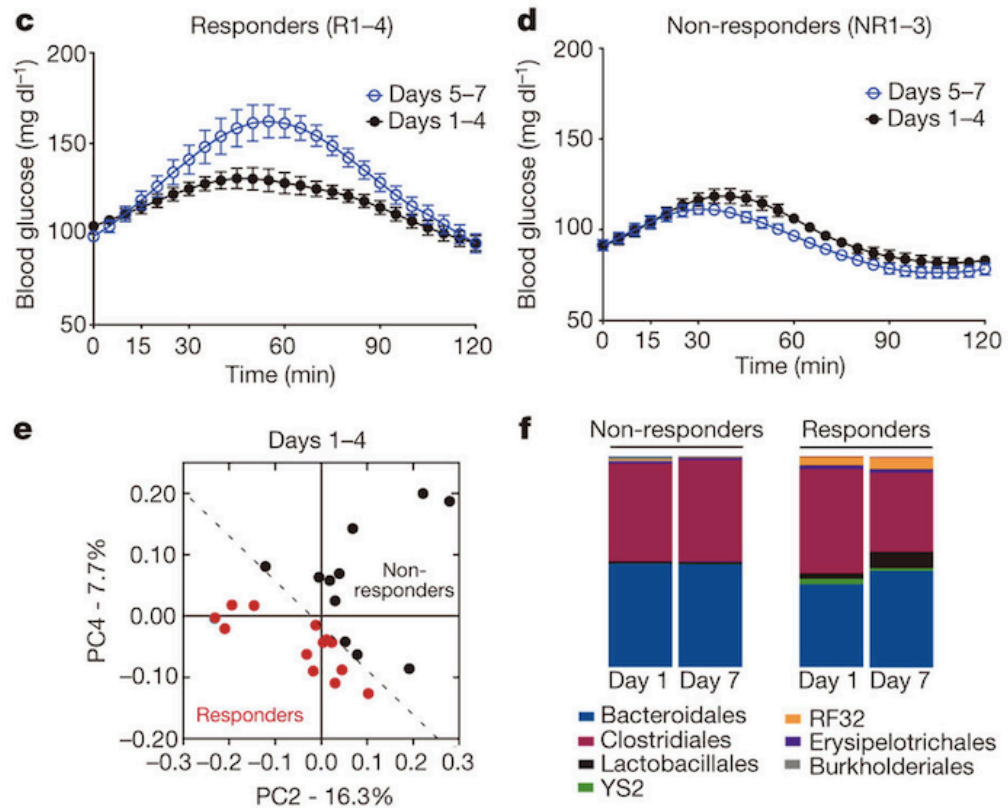 c
Responders (R1–4)
200
150
100
50
Blood glucose (mg dl⁻¹)
Days 5–7
Days 1–4
0 15 30 60 90 120
Time (min)
d
Non-responders (NR1–3)
200
150
100
50
Blood glucose (mg dl⁻¹)
Days 5–7
Days 1–4
0 15 30 60 90 120
Time (min)
e
Days 1–4
0.20
0.10
0.00
−0.10
−0.20
PC4 - 7.7%
Non-
responders
Responders
−0.3 −0.2 −0.1 0.0 0.1 0.2 0.3
PC2 - 16.3%
f
Non-responders
Responders
Day 1 Day 7
Day 1 Day 7
Bacteroidales
Clostridiales
Lactobacillales
YS2
RF32
Erysipelotrichales
Burkholderiales